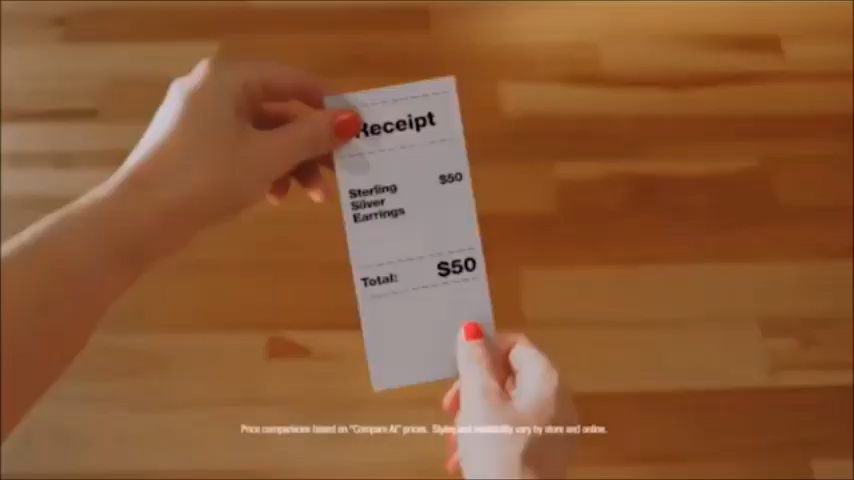 Receipt
Sterling $50
Silver
Earrings
Total: $50
Price comparisons based on "Compare At" prices. Styles and availability vary by store and online.